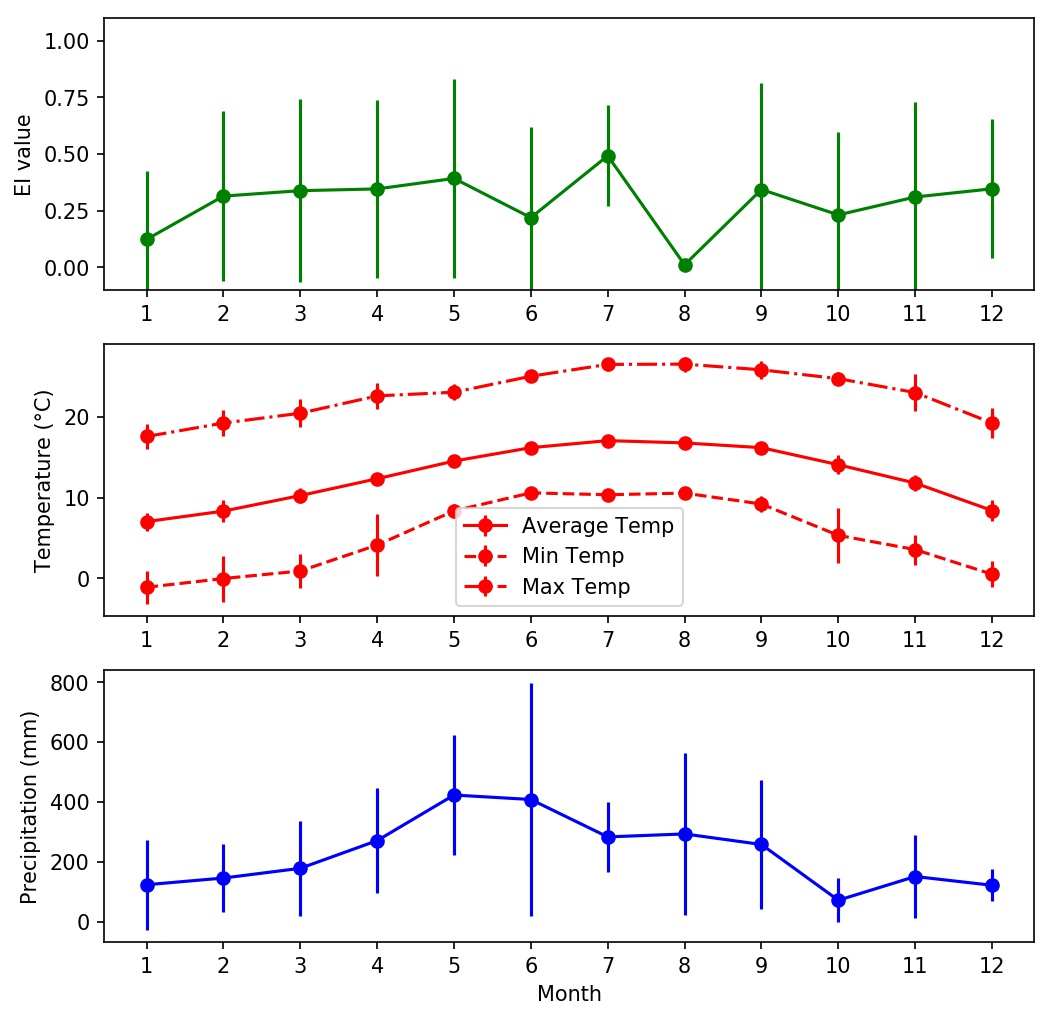 EI value
1.00
0.75
0.50
0.25
0.00
1 2 3 4 5 6 7 8 9 10 11 12
Temperature (°C)
20
10
0
Average Temp
Min Temp
Max Temp
1 2 3 4 5 6 7 8 9 10 11 12
Precipitation (mm)
800
600
400
200
0
1 2 3 4 5 6 7 8 9 10 11 12
Month